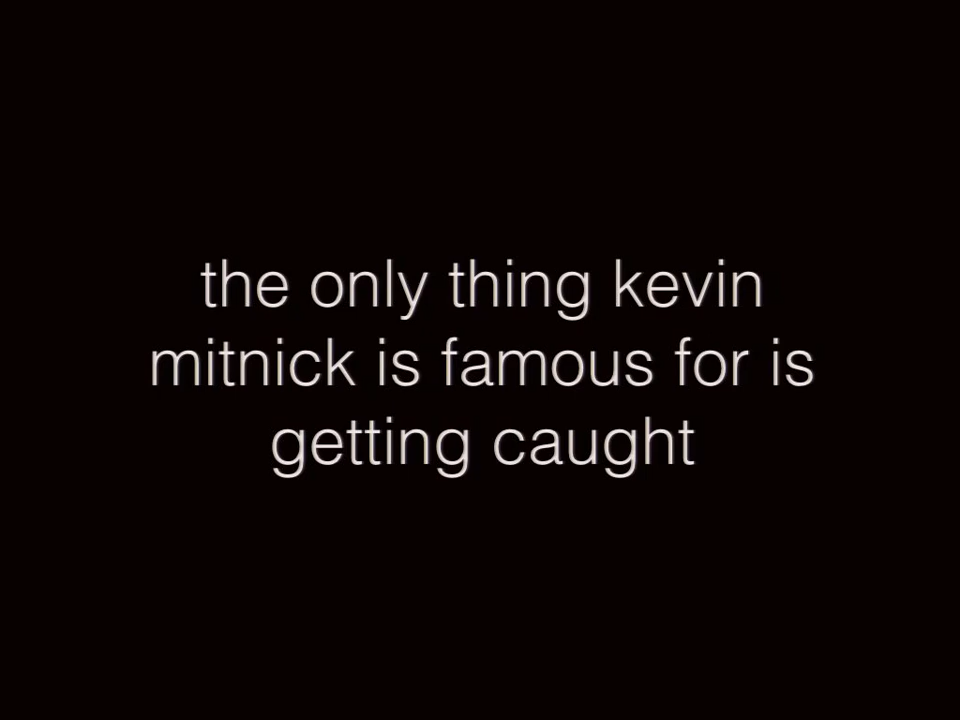 the only thing kevin
mitnick is famous for is
getting caught